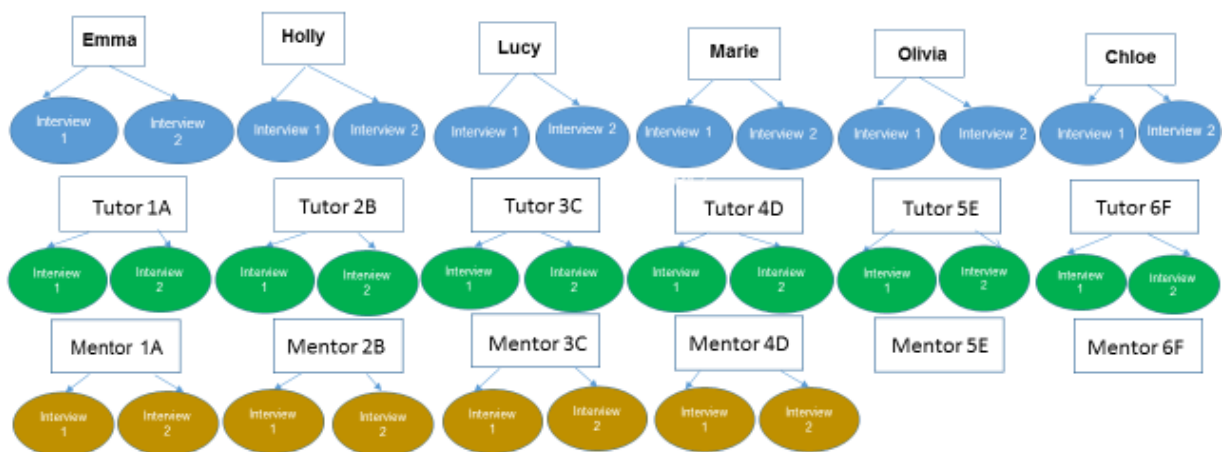 Emma
Holly
Lucy
Marie
Olivia
Chloe
Interview
1
Interview
2
Interview 1
Interview 2
Interview 1
Interview 2
Interview 1
Interview 2
Interview 1
Interview 2
Interview 1
Interview 2
Tutor 1A
Tutor 2B
Tutor 3C
Tutor 4D
Tutor 5E
Tutor 6F
Interview
1
Interview
2
Interview
1
Interview
2
Interview
1
Interview
2
Interview
1
Interview
2
Interview
1
Interview
2
Interview
1
Interview
2
Mentor 1A
Mentor 2B
Mentor 3C
Mentor 4D
Mentor 5E
Mentor 6F
Interview
1
Interview
2
Interview
1
Interview
2
Interview
1
Interview
2
Interview
1
Interview
2